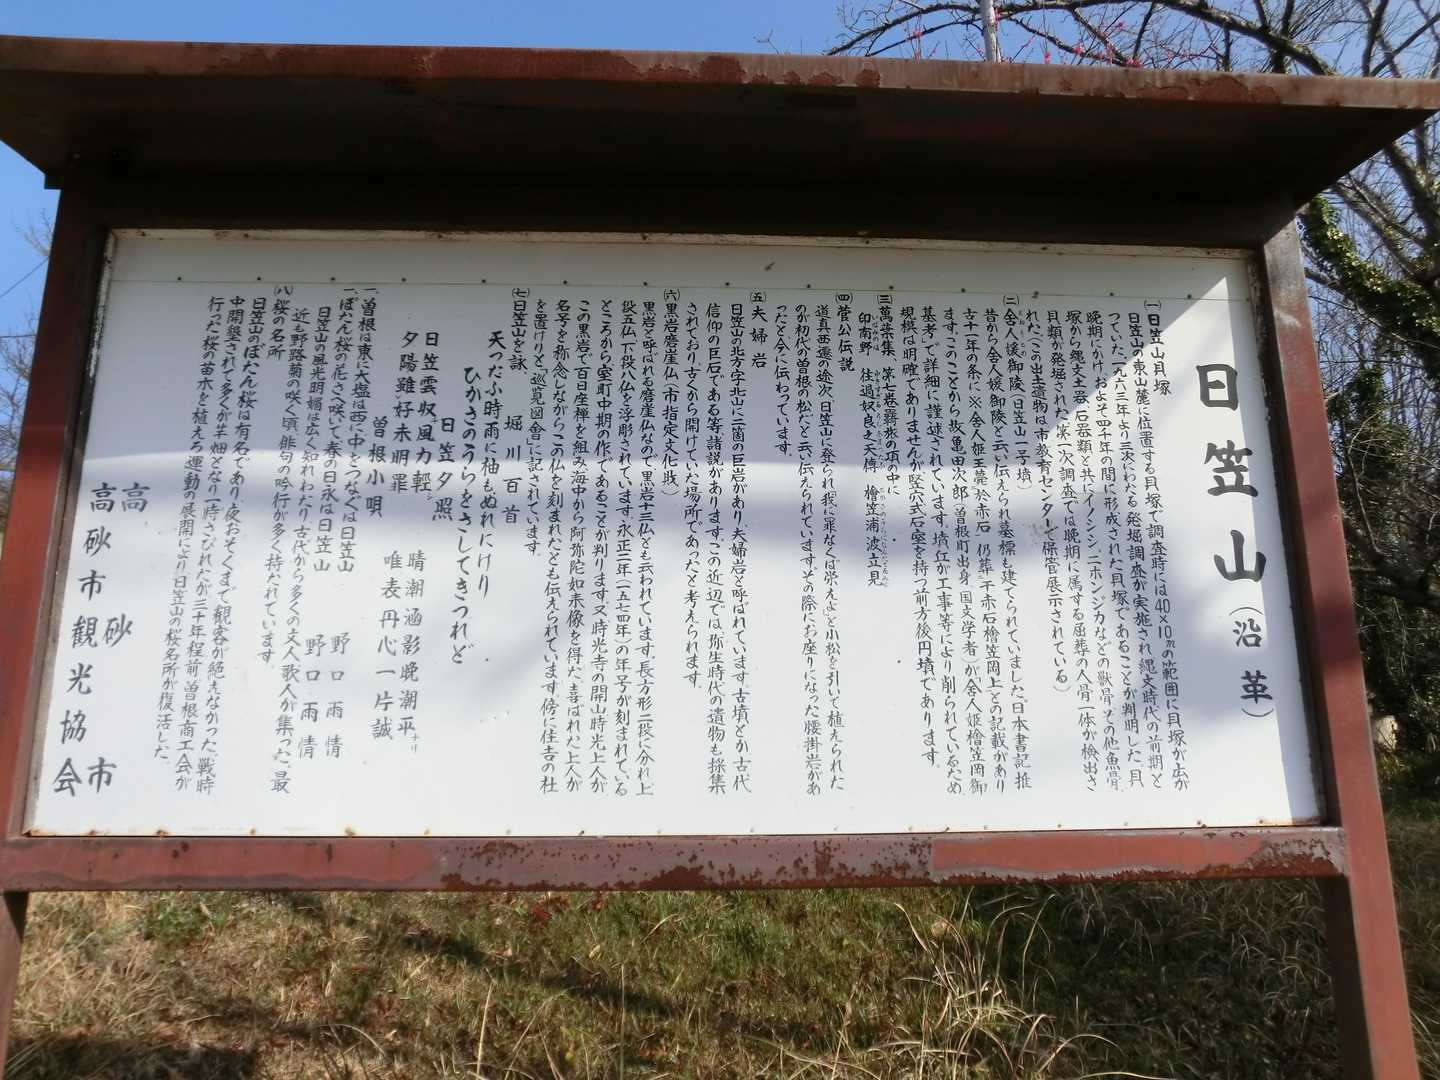 日笠山（沿革）
㈠日笠山貝塚
日笠山の東山麓に位置する貝塚で調査時には40×10㎡の範囲に貝塚が広が
つていた一九六三年より三次にわたる発掘調査が実施され縄文時代の前期と
晩期にかけ、およそ四千年の間に形成された貝塚であることが判明した。貝
塚から縄文土器、石器類と共にイノシシ、ニホンジカなどの獣骨、その他魚骨、
貝類が発掘された。第一次調査では晩期に属する屈葬の人骨一体が検出さ
れた。（この出土遺物は市教育センターで保管展示されている）
㈡舎人媛御陵（日笠山一子墳）
昔から舎人媛御陵と云い伝えられ墓標も建てられていました。日本書記推
古十一年の条に「※舎人姫王薨於赤石、仍葬于赤石檜笠岡上」との記載があり
ます。このことから故亀田次郎（曽根町出身、国文学者）が「舎人姫檜笠岡御
墓考」で詳細に謹述されています。墳丘が工事等により削られているため
規模は明確でありませんが竪穴式石室を持つ前方後円墳であります。
㈢萬葉集 第七巻羇旅の項の中に
印南野 住過奴良之天傳 檜笠浦 波立見
㈣菅公伝説
道真西遷の途次、日笠山に登られ「我に罪なくば栄えよ」と小松を引いて植えられた
のが初代の曽根の松だと云い伝えられています。その際にお座りになった腰掛岩があ
つたと今に伝わっています。
㈤夫婦岩
日笠山の北方字北山に二箇の巨岩があり、夫婦岩と呼ばれています。古墳とか古代
信仰の巨石である等諸説があります。この近辺では弥生時代の遺物も採集
されており、古くから開けていた場所であったと考えられます。
㈥黒岩磨崖仏（市指定文化財）
黒岩と呼ばれる磨崖仏なので「黒岩十三仏」とも云われています。長方形二枚に分れ、上
役五仏、下段八仏を浮彫されています。永正二年（一五七四年）の年号が刻まれている
ところから室町中期の作であることが判ります。又、時光寺の開山時光上人が
この黒岩で百日座禅を組み海中から阿弥陀如来像を得た。喜ばれた上人が
名号を称念しながらこの仏を刻まれたとも伝えられています。傍に住吉の社
を置けりと「巡見図會」に記されています。
㈦日笠山を詠
堀川百首
天つたふ時雨に袖もぬれにけり
ひかさのうらをさしてきつれど
日笠夕照
日笠雲収風力輕シ 晴潮涵影晩潮平ナリ
夕陽雖好未明罪 唯表丹心一片誠
曽根小唄
一、曽根は東に大塩は西に中をつなぐは日笠山 野口雨情
一、ぼたん桜の花さへ咲いて春の日永は日笠山 野口雨情
日笠山の風光明媚は広く知れわたり古代から多くの文人歌人が集った。最
近も野路菊の咲く頃、俳句の吟行が多く持たれています。
㈧桜の名所
日笠山のぼたん桜は有名であり、夜おそくまで観客が絶えなかった。戦時
中開墾されて多くが芋畑となり一時さびれたが三十年程前、曽根商工会が
行った桜の苗木を植えろ運動の展開により日笠山の桜名所が復活した。
高砂市
高砂市観光協会